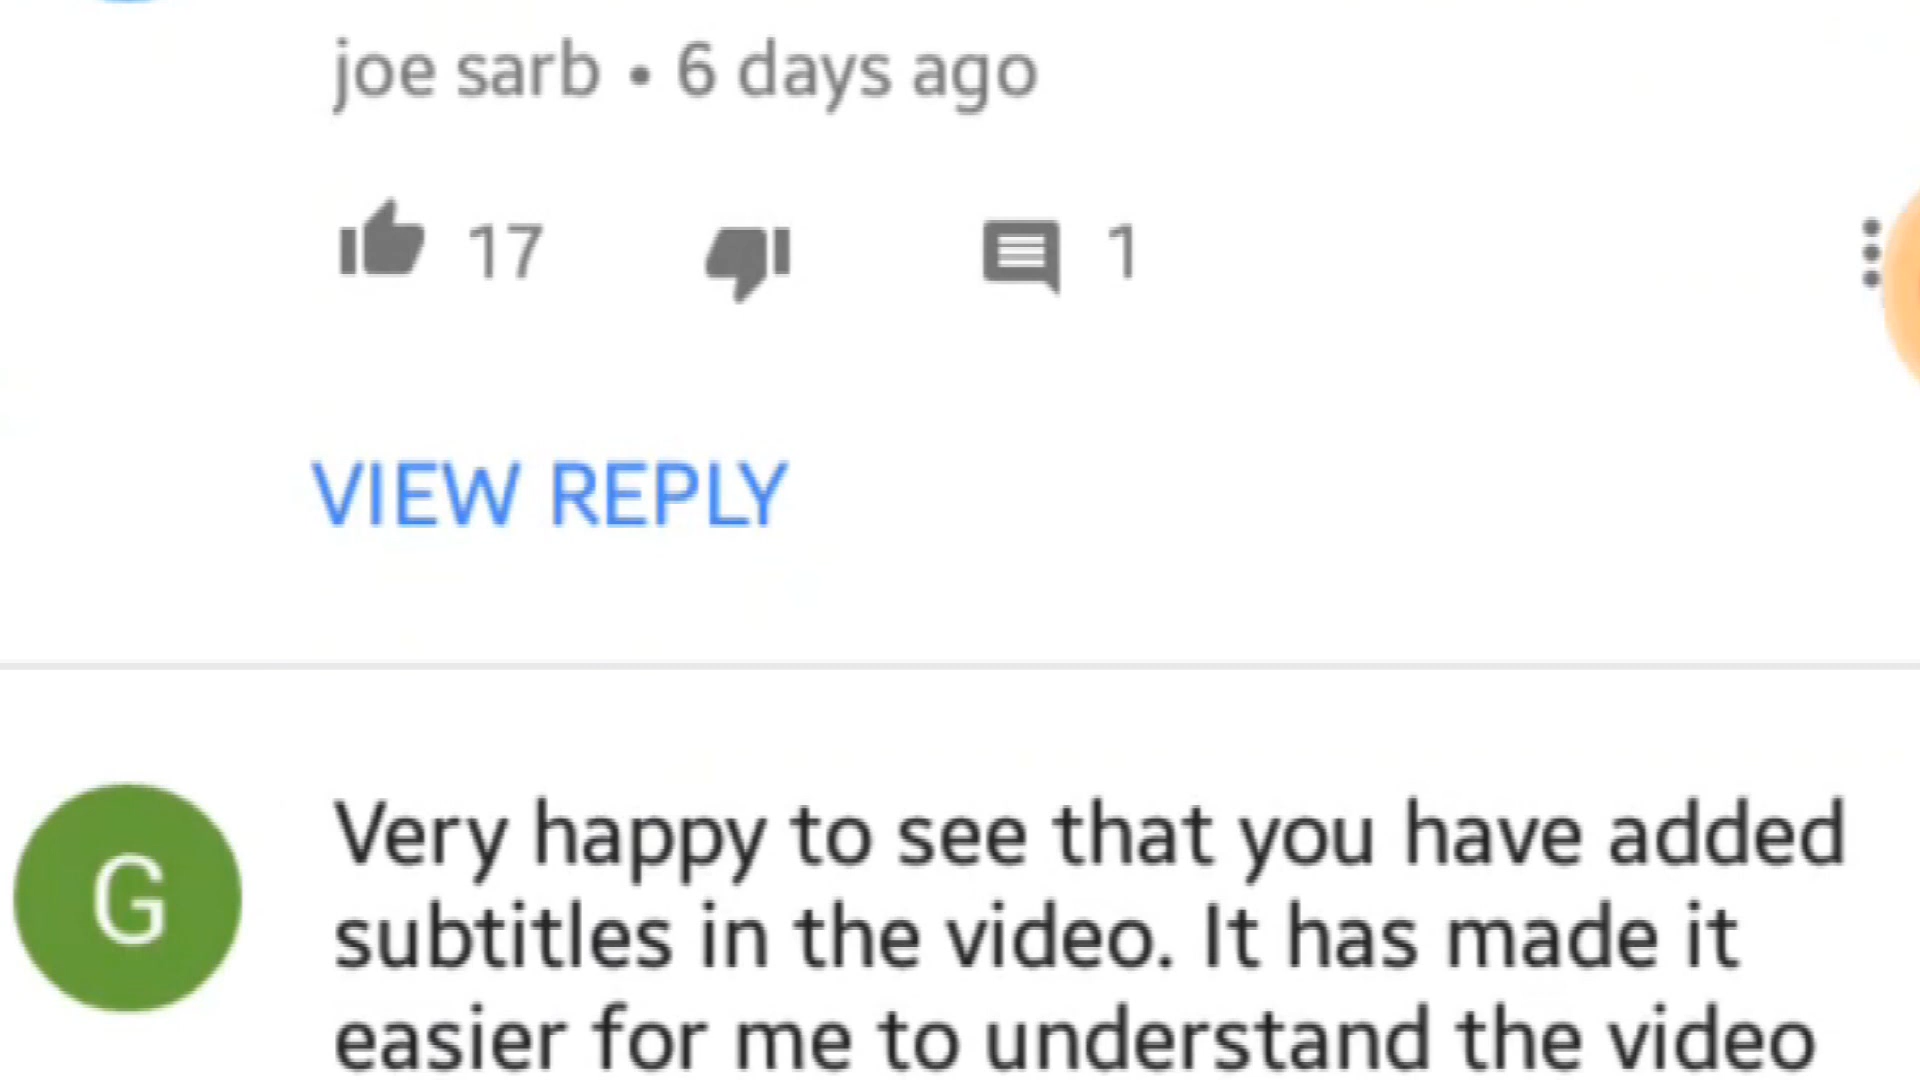 joe sarb • 6 days ago
17 1
VIEW REPLY
G
Very happy to see that you have added
subtitles in the video. It has made it
easier for me to understand the video